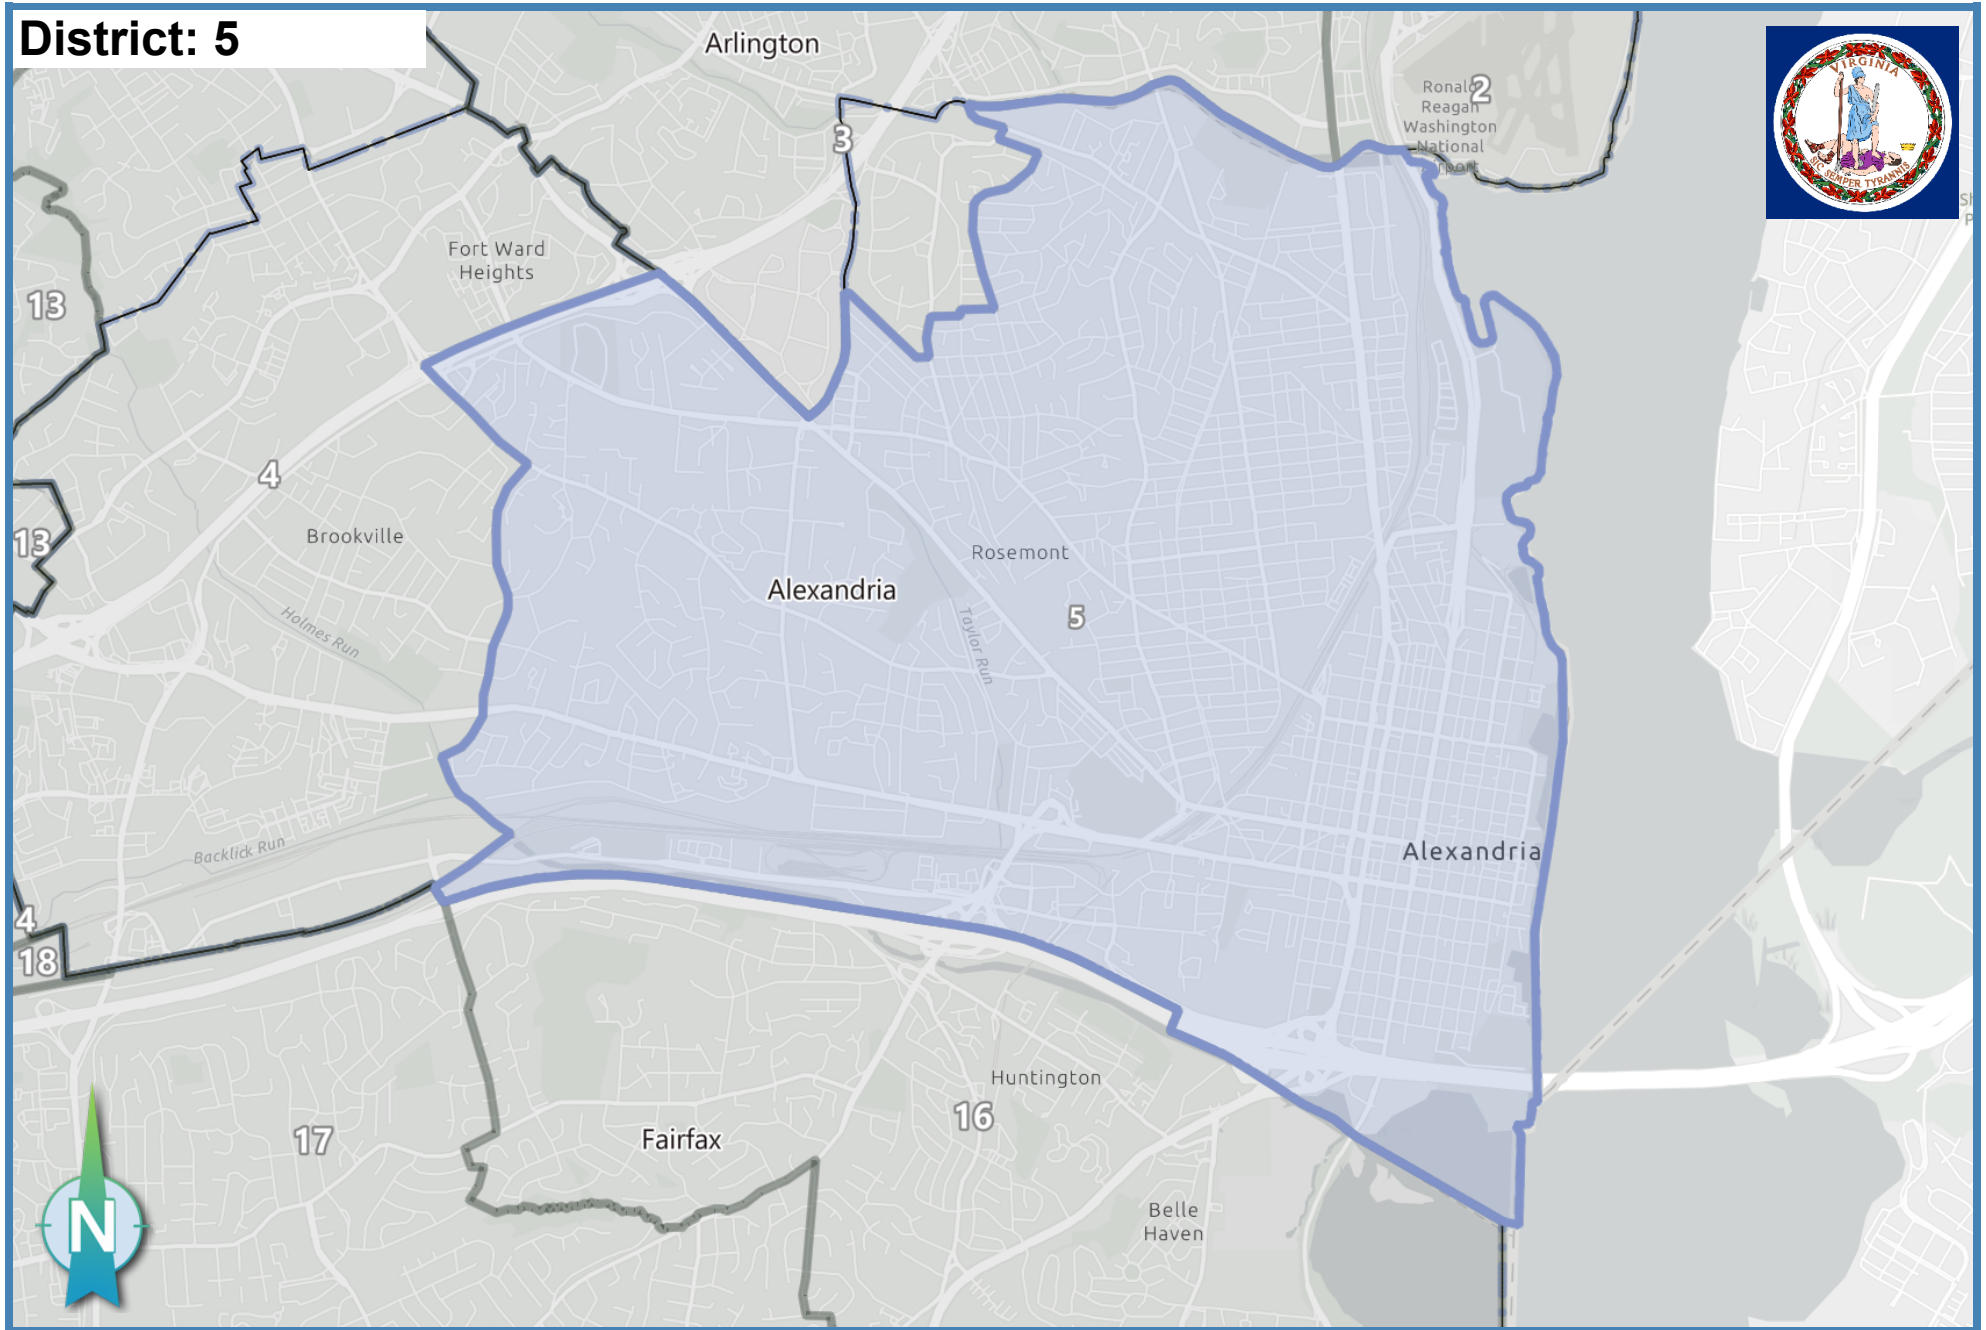 District: 5
Arlington
VIRGINIA
SIC SEMPER TYRANNIS
2
Ronald
Reagan
Washington
National
Airport
3
Fort Ward
Heights
13
4
Brookville
13
Rosemont
Alexandria
5
Holmes Run
Taylor Run
Backlick Run
Alexandria
4
18
Huntington
16
17
Fairfax
Belle
Haven
N